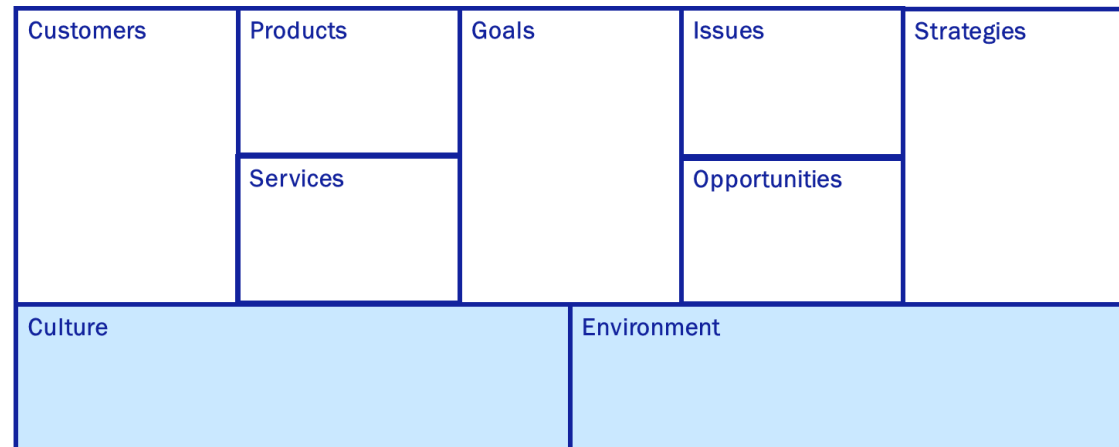 Customers
Products
Goals
Issues
Strategies
Services
Opportunities
Culture
Environment